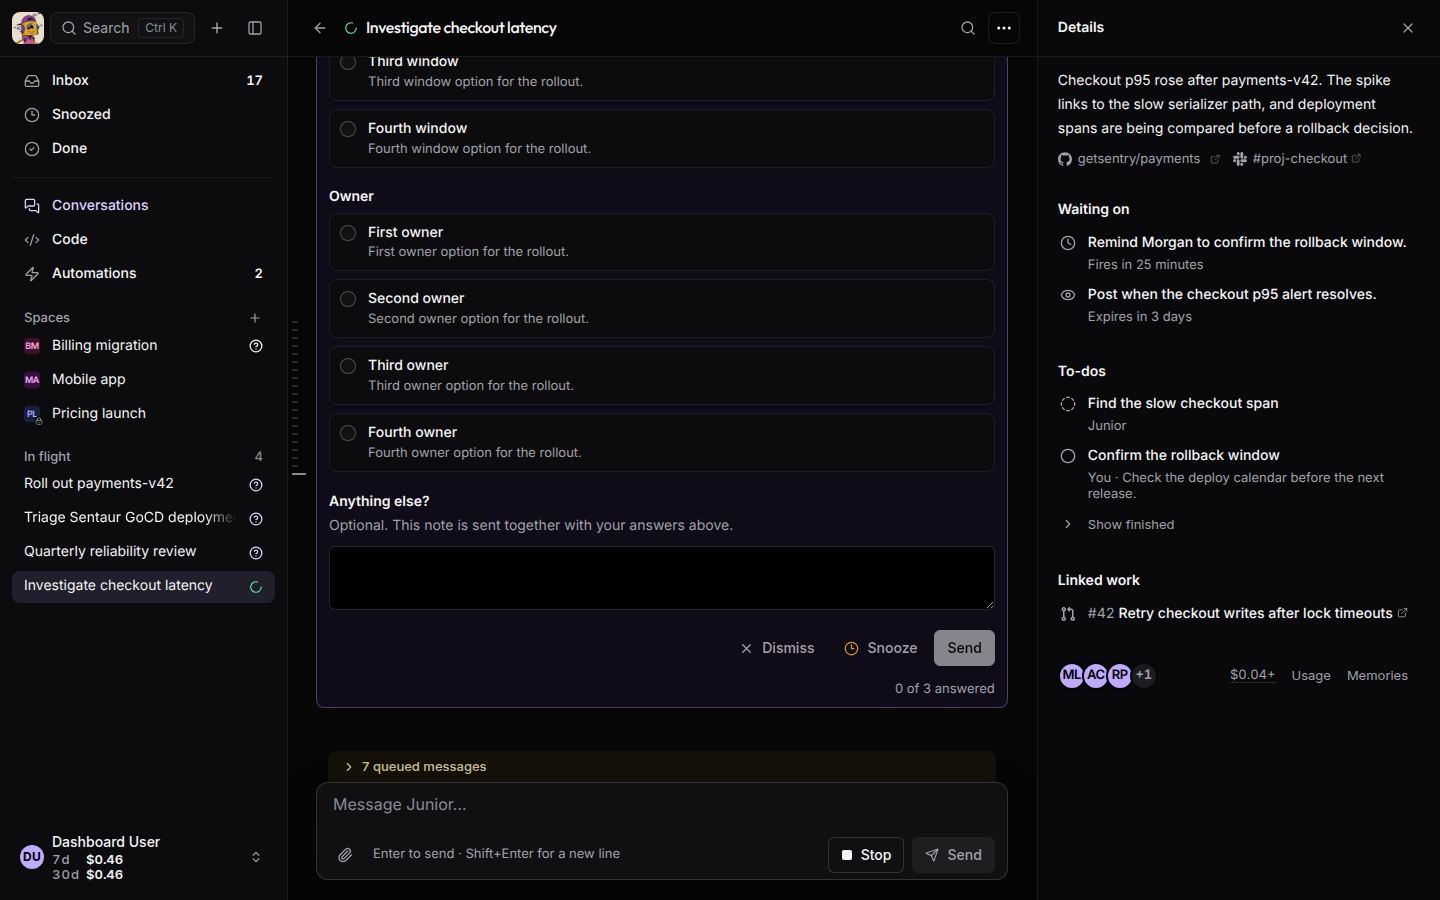 Search Ctrl K
Inbox 17
Snoozed
Done
Conversations
Code
Automations 2
Spaces
BM Billing migration
MA Mobile app
PL Pricing launch
In flight 4
Roll out payments-v42
Triage Sentaur GoCD deployme
Quarterly reliability review
Investigate checkout latency
DU Dashboard User
7d $0.46
30d $0.46
Investigate checkout latency
Third window
Third window option for the rollout.
Fourth window
Fourth window option for the rollout.
Owner
First owner
First owner option for the rollout.
Second owner
Second owner option for the rollout.
Third owner
Third owner option for the rollout.
Fourth owner
Fourth owner option for the rollout.
Anything else?
Optional. This note is sent together with your answers above.
Dismiss Snooze Send
0 of 3 answered
7 queued messages
Message Junior...
Enter to send · Shift+Enter for a new line
Stop Send
Details
Checkout p95 rose after payments-v42. The spike
links to the slow serializer path, and deployment
spans are being compared before a rollback decision.
getsentry/payments #proj-checkout
Waiting on
Remind Morgan to confirm the rollback window.
Fires in 25 minutes
Post when the checkout p95 alert resolves.
Expires in 3 days
To-dos
Find the slow checkout span
Junior
Confirm the rollback window
You · Check the deploy calendar before the next
release.
Show finished
Linked work
#42 Retry checkout writes after lock timeouts
ML AC RP +1 $0.04+ Usage Memories